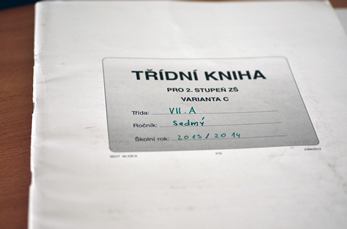 TŘÍDNÍ KNIHA
PRO 2. STUPEŇ ZŠ
VARIANTA C
Třída: VII. A
Ročník: Sedmý
Školní rok: 2013/2014